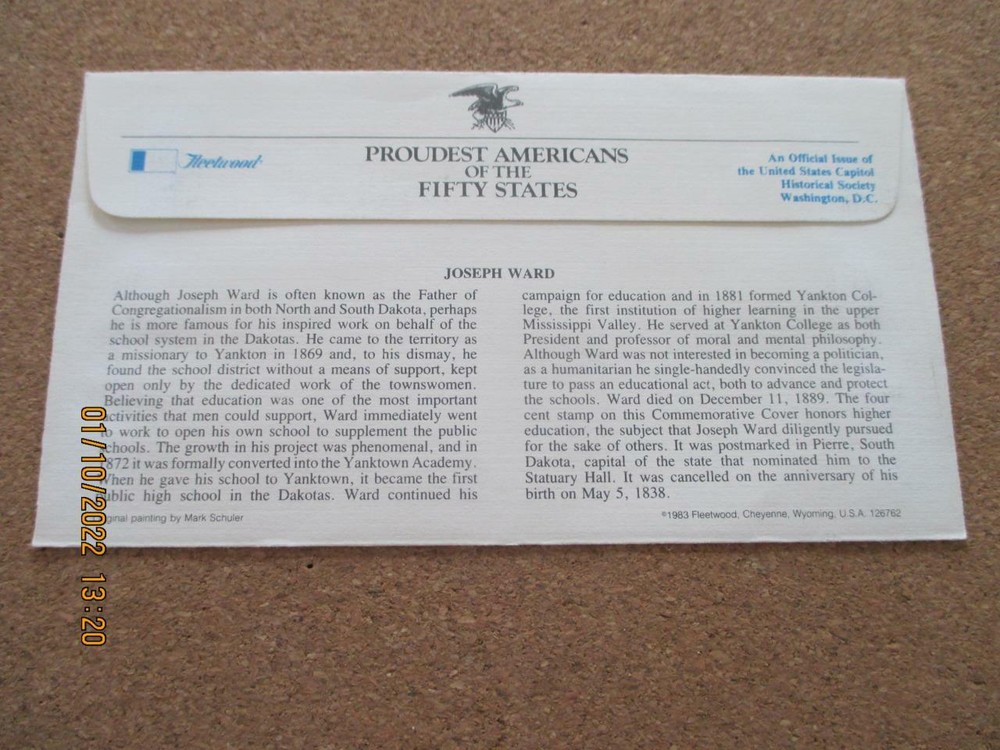 Fleetwood
PROUDEST AMERICANS
OF THE
FIFTY STATES
An Official Issue of
the United States Capitol
Historical Society
Washington, D.C.
JOSEPH WARD
Although Joseph Ward is often known as the Father of
Congregationalism in both North and South Dakota, perhaps
he is more famous for his inspired work on behalf of the
school system in the Dakotas. He came to the territory as
a missionary to Yankton in 1869 and, to his dismay, he
found the school district without a means of support, kept
open only by the dedicated work of the townswomen.
Believing that education was one of the most important
activities that men could support, Ward immediately went
to work to open his own school to supplement the public
schools. The growth in his project was phenomenal, and in
1872 it was formally converted into the Yanktown Academy.
When he gave his school to Yanktown, it became the first
public high school in the Dakotas. Ward continued his
campaign for education and in 1881 formed Yankton Col-
lege, the first institution of higher learning in the upper
Mississippi Valley. He served at Yankton College as both
President and professor of moral and mental philosophy.
Although Ward was not interested in becoming a politician,
as a humanitarian he single-handedly convinced the legisla-
ture to pass an educational act, both to advance and protect
the schools. Ward died on December 11, 1889. The four
cent stamp on this Commemorative Cover honors higher
education, the subject that Joseph Ward diligently pursued
for the sake of others. It was postmarked in Pierre, South
Dakota, capital of the state that nominated him to the
Statuary Hall. It was cancelled on the anniversary of his
birth on May 5, 1838.
Original painting by Mark Schuler
©1983 Fleetwood, Cheyenne, Wyoming, U.S.A. 126762
01/10/2022 13:20